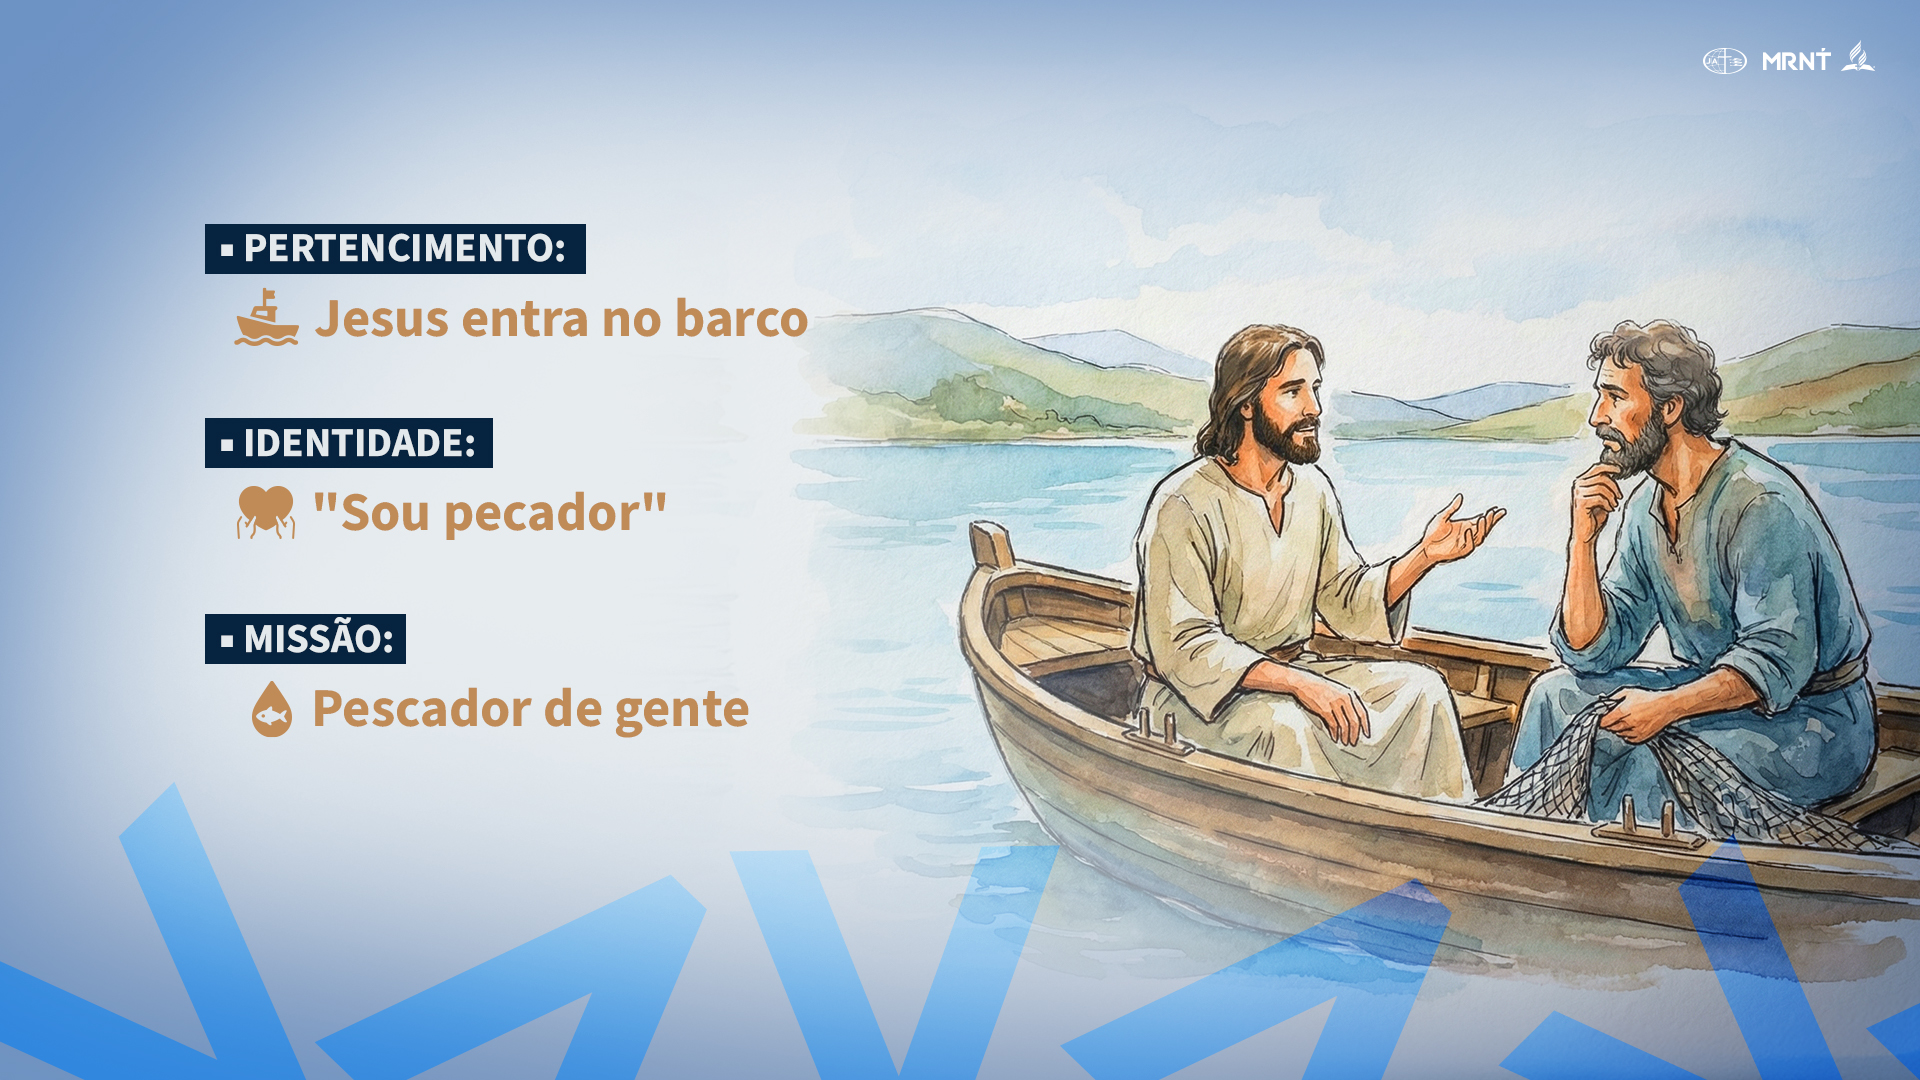 MRNT
▪ PERTENCIMENTO:
Jesus entra no barco
▪ IDENTIDADE:
"Sou pecador"
▪ MISSÃO:
Pescador de gente